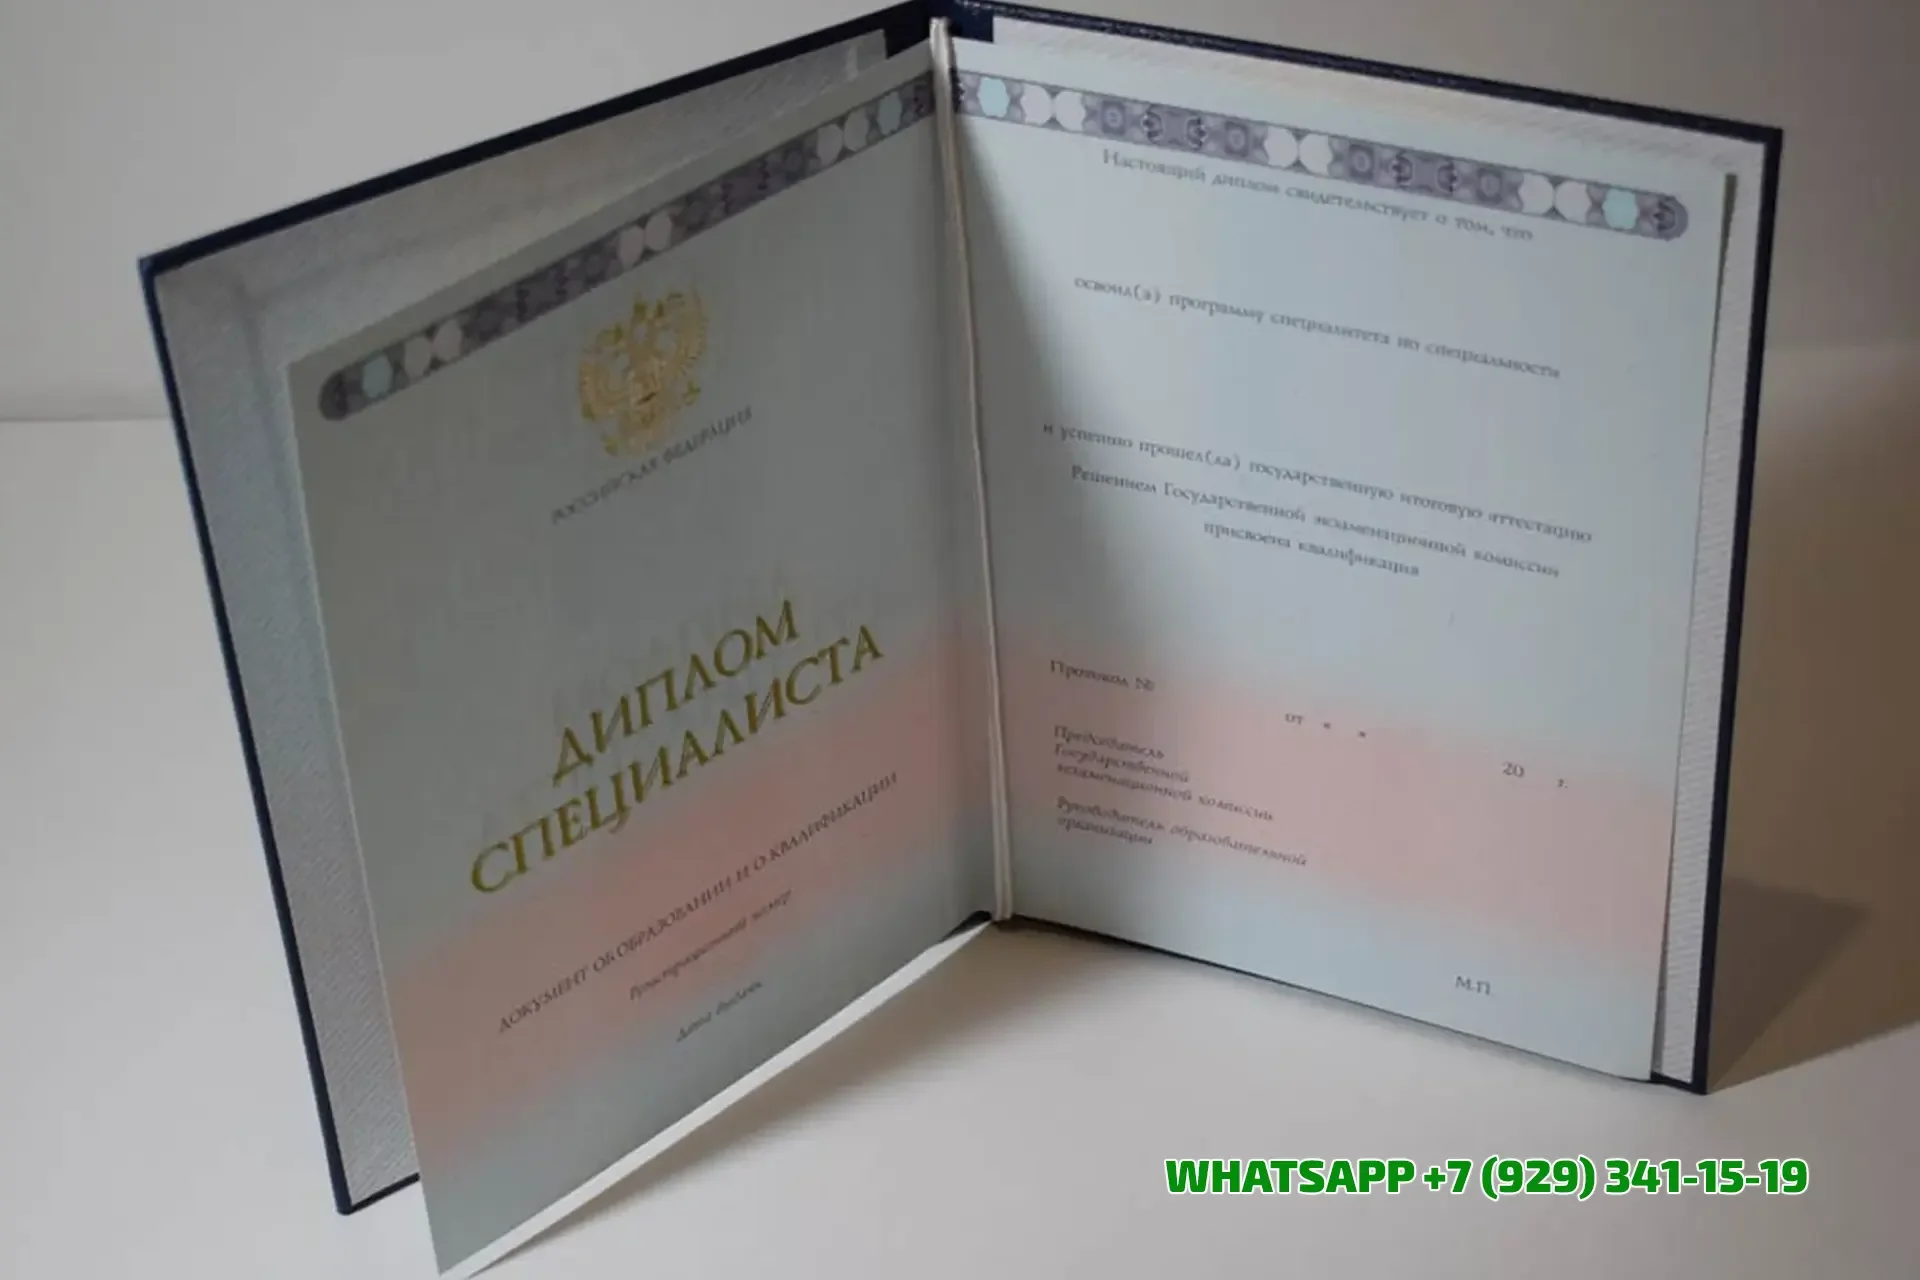 РОССИЙСКАЯ ФЕДЕРАЦИЯ
ДИПЛОМ
СПЕЦИАЛИСТА
ДОКУМЕНТ ОБ ОБРАЗОВАНИИ И О КВАЛИФИКАЦИИ
Регистрационный номер
Дата выдачи
Настоящий диплом свидетельствует о том, что
освоил(а) программу специалитета по специальности
и успешно прошел(ла) государственную итоговую аттестацию
Решением Государственной экзаменационной комиссии
присвоена квалификация
Протокол №
от « »
20 г.
Председатель
Государственной
экзаменационной комиссии
Руководитель образовательной
организации
М.П.
WHATSAPP +7 (929) 341-15-19